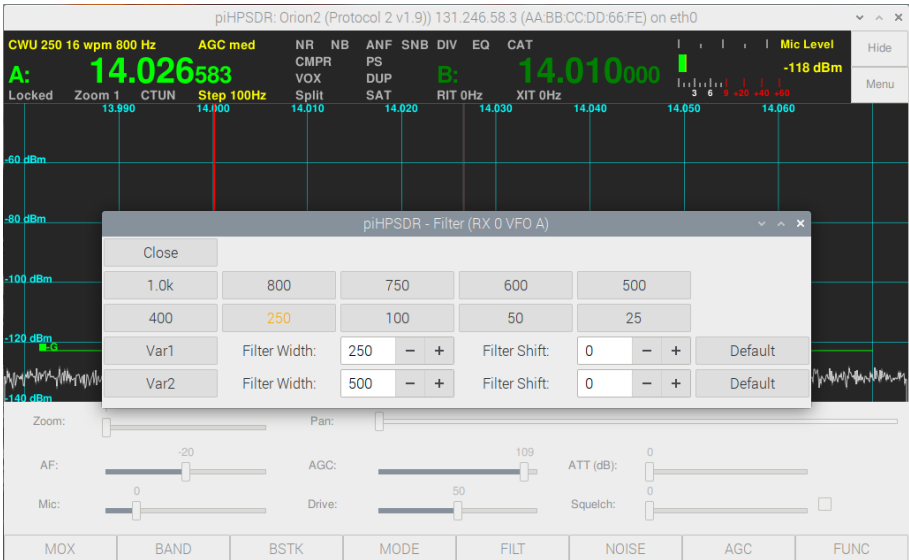 piHPSDR: Orion2 (Protocol 2 v1.9)) 131.246.58.3 (AA:BB:CC:DD:66:FE) on eth0
CWU 250 16 wpm 800 Hz AGC med NR NB ANF SNB DIV EQ CAT Mic Level Hide
CMPR PS
A: 14.026583 VOX DUP B: 14.010000 -118 dBm
Locked Zoom 1 CTUN Step 100Hz Split SAT RIT 0Hz XIT 0Hz 3 6 9 +20 +40 +60 Menu
13.990 14.000 14.010 14.020 14.030 14.040 14.050 14.060
-60 dBm
-80 dBm
piHPSDR - Filter (RX 0 VFO A)
Close
-100 dBm
1.0k 800 750 600 500
400 250 100 50 25
-120 dBm
-G
Var1 Filter Width: 250 − + Filter Shift: 0 − + Default
Var2 Filter Width: 500 − + Filter Shift: 0 − + Default
-140 dBm
Zoom: Pan:
-20 109 0
AF: AGC: ATT (dB):
0 50 0
Mic: Drive: Squelch:
MOX BAND BSTK MODE FILT NOISE AGC FUNC